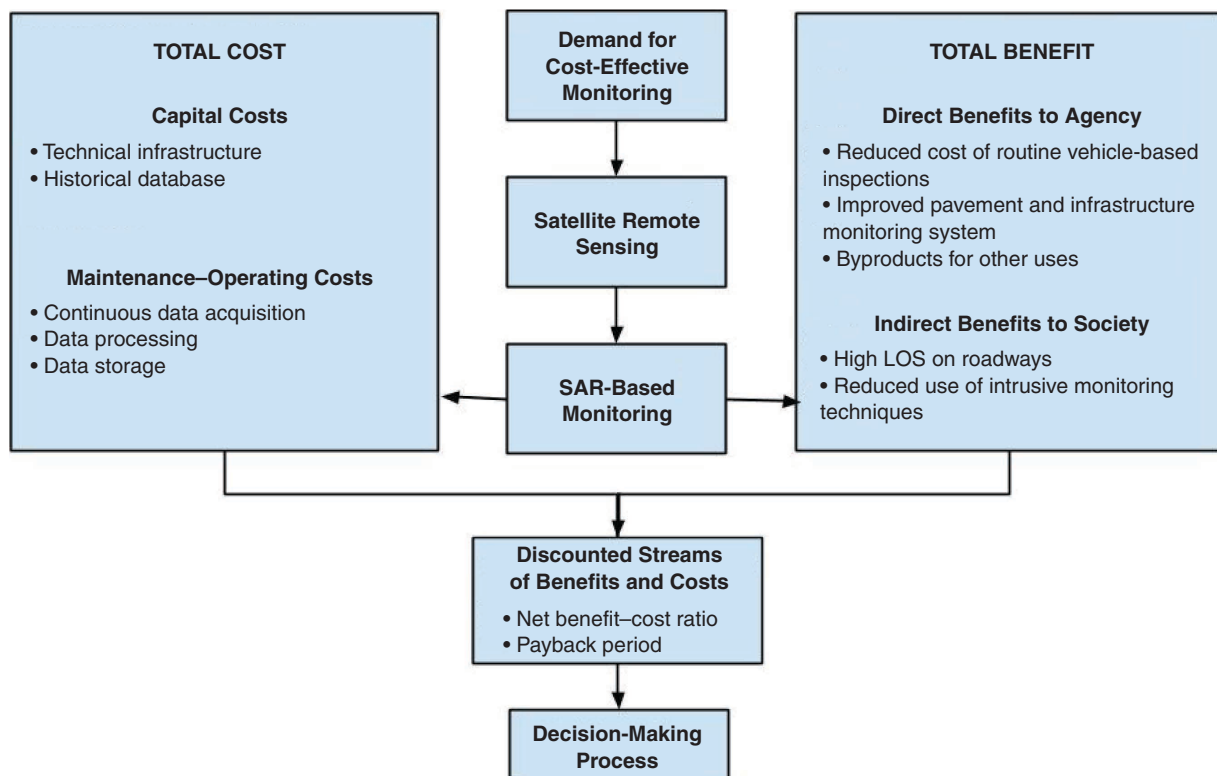 TOTAL COST
Capital Costs
• Technical infrastructure
• Historical database
Maintenance–Operating Costs
• Continuous data acquisition
• Data processing
• Data storage
Demand for
Cost-Effective
Monitoring
Satellite Remote
Sensing
SAR-Based
Monitoring
TOTAL BENEFIT
Direct Benefits to Agency
• Reduced cost of routine vehicle-based
inspections
• Improved pavement and infrastructure
monitoring system
• Byproducts for other uses
Indirect Benefits to Society
• High LOS on roadways
• Reduced use of intrusive monitoring
techniques
Discounted Streams
of Benefits and Costs
• Net benefit–cost ratio
• Payback period
Decision-Making
Process